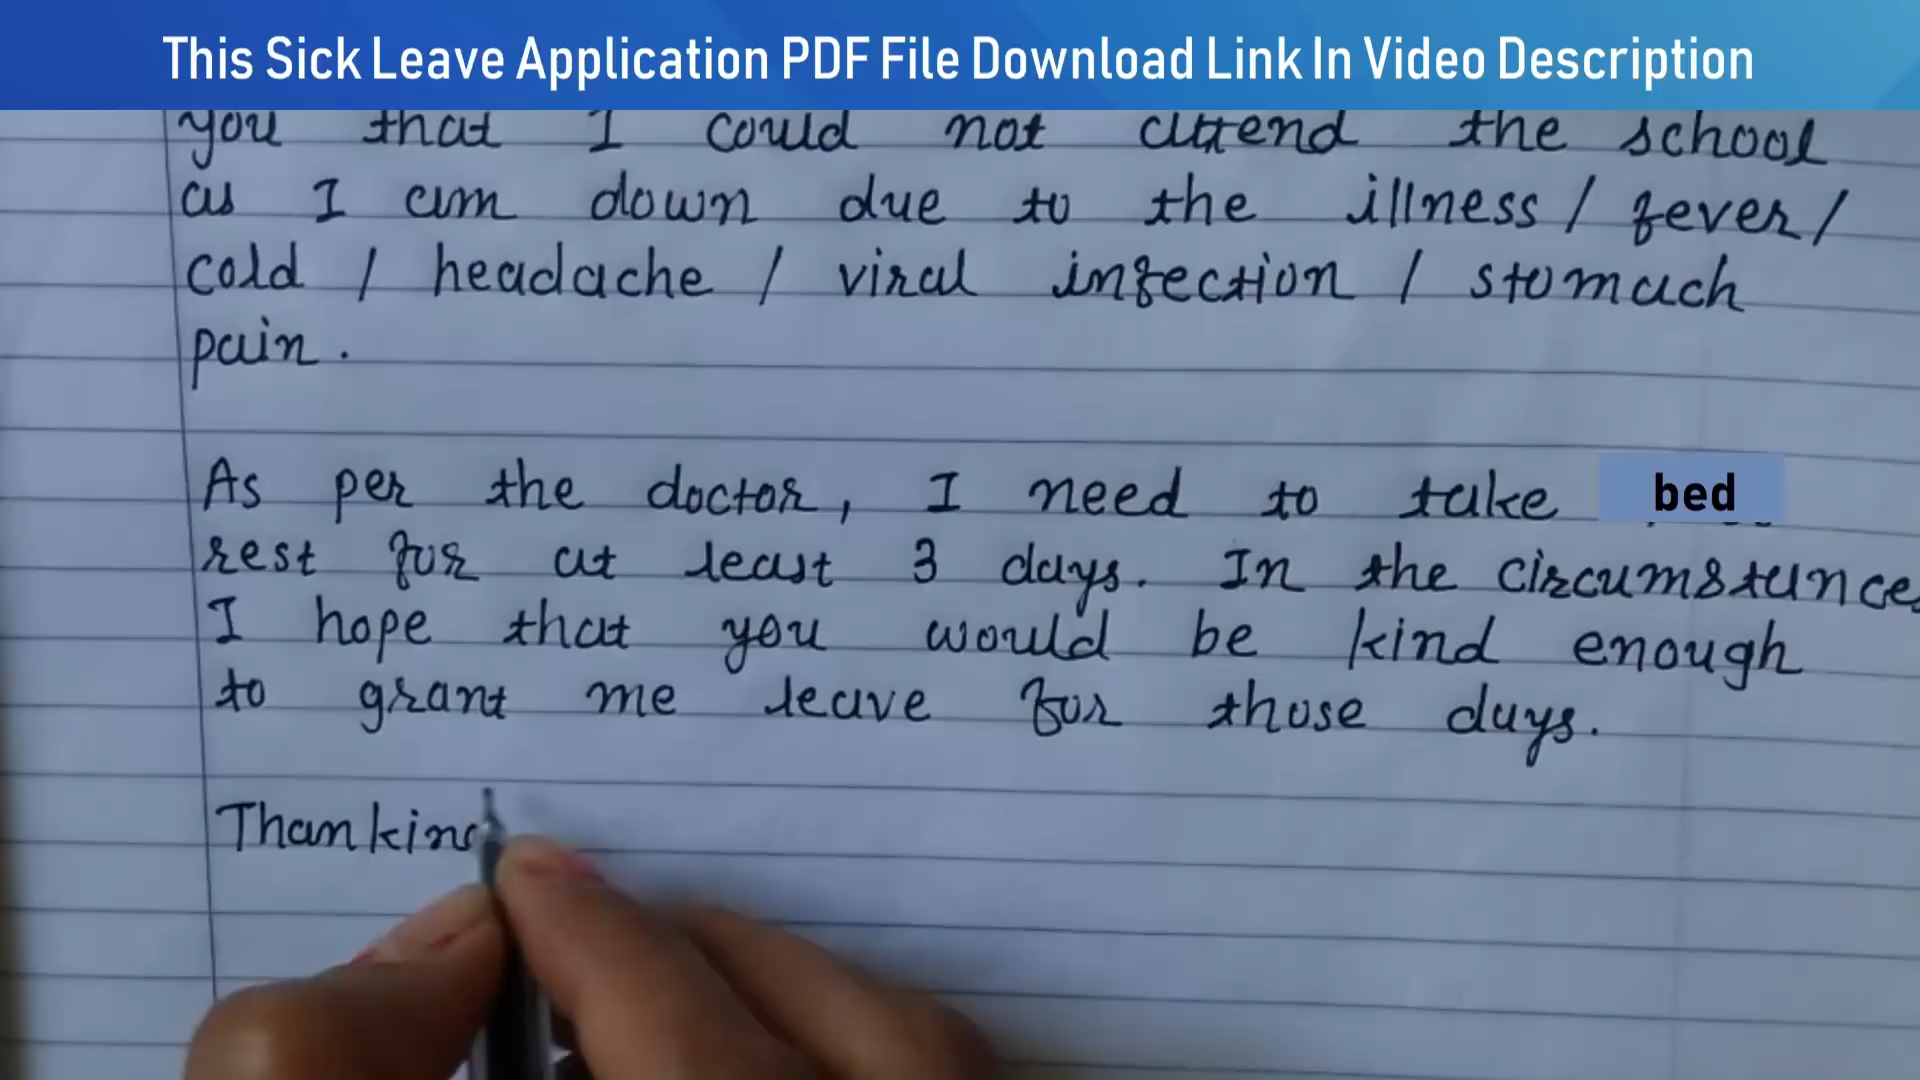 This Sick Leave Application PDF File Download Link In Video Description
you that I could not attend the school
as I am down due to the illness / fever /
cold / headache / viral infection / stomach
pain.
As per the doctor, I need to take bed
rest for at least 3 days. In the circumstances
I hope that you would be kind enough
to grant me leave for those days.
Thanking